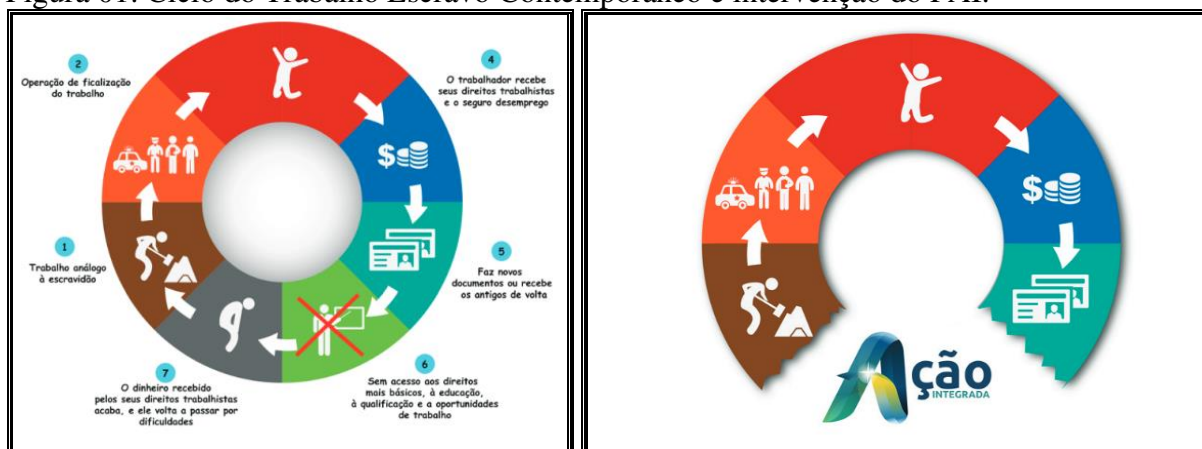 Figura 01: Ciclo do Trabalho Escravo Contemporâneo e intervenção do PAI.
2
Operação de ficalização
do trabalho
4
O trabalhador recebe
seus direitos trabalhistas
e o seguro desemprego
$
1
Trabalho análogo
à escravidão
5
Faz novos
documentos ou recebe
os antigos de volta
7
O dinheiro recebido
pelos seus direitos trabalhistas
acaba, e ele volta a passar por
dificuldades
6
Sem acesso aos direitos
mais básicos, à educação,
à qualificação e a oportunidades
de trabalho
$
Ação
INTEGRADA